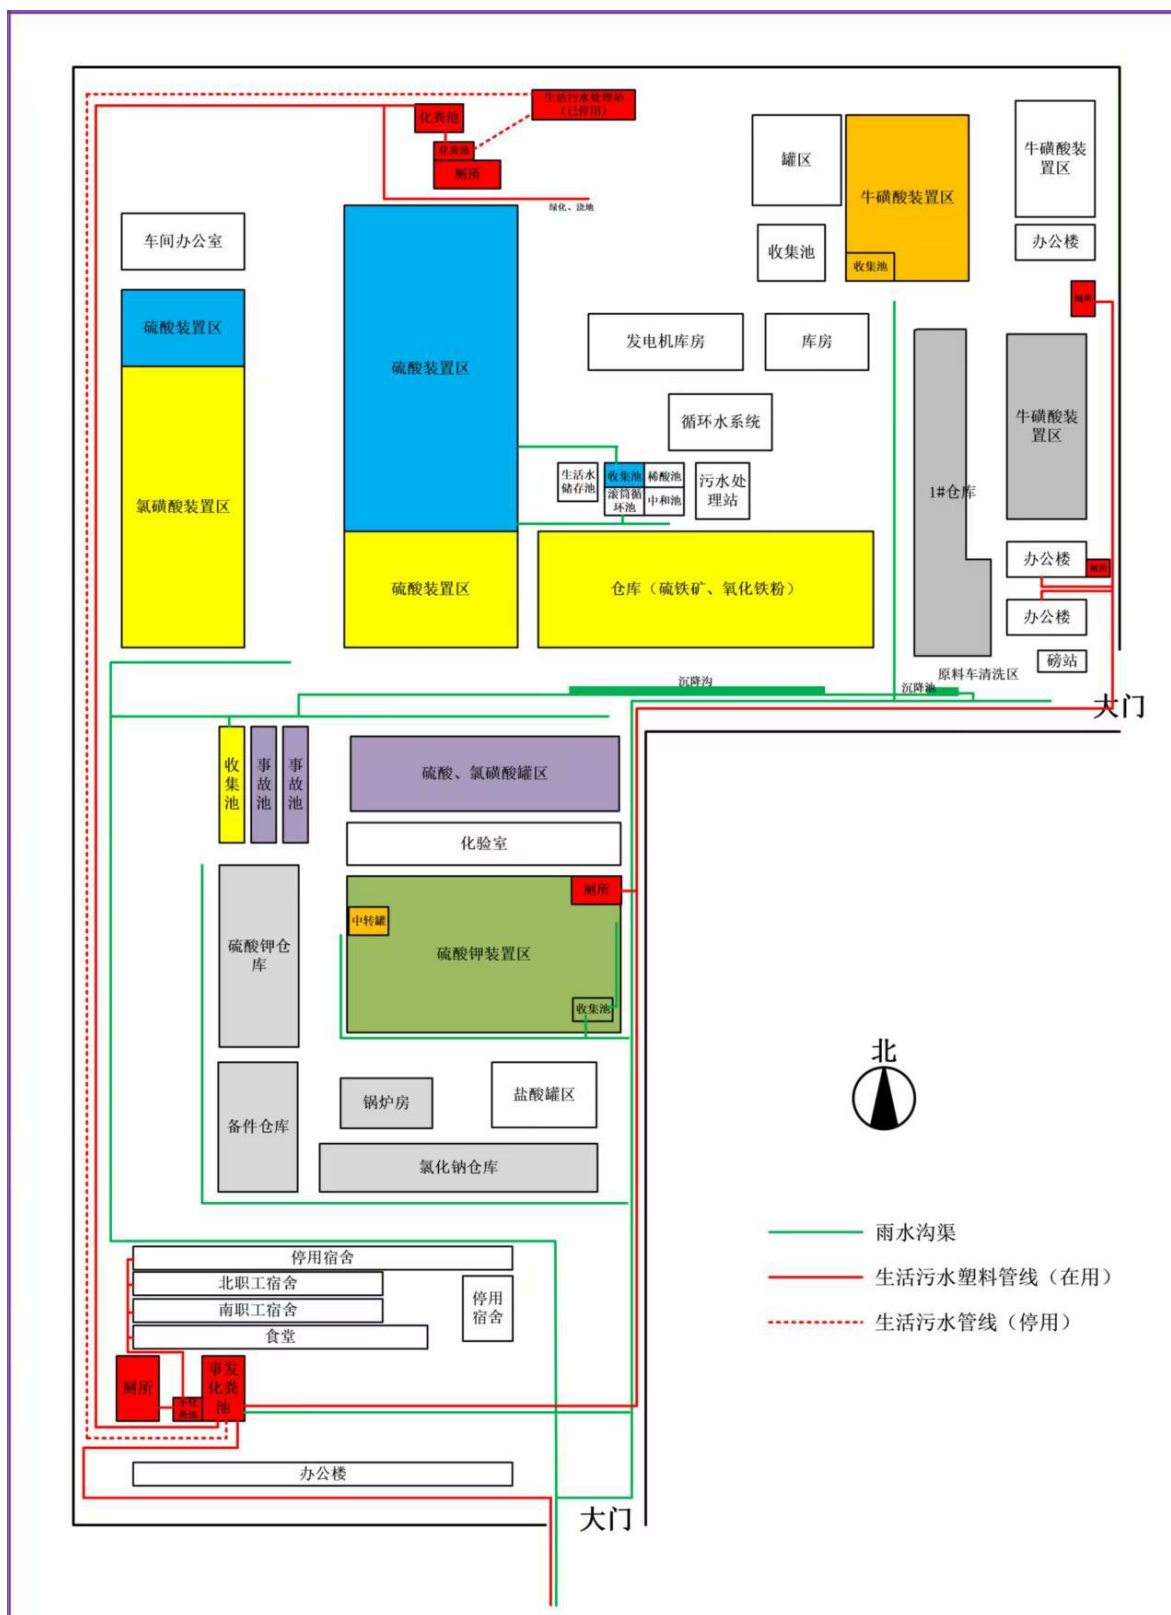 生活污水处理站
（已停用）
化粪池
化粪池
厕所
绿化、浇地
罐区
牛磺酸装置区
收集池
牛磺酸装
置区
办公楼
收集池
厕所
车间办公室
硫酸装置区
氯磺酸装置区
硫酸装置区
硫酸装置区
发电机库房
库房
循环水系统
生活水
储存池
收集池
稀酸池
滚筒循
环池
中和池
污水处
理站
仓库（硫铁矿、氧化铁粉）
1#仓库
牛磺酸装
置区
办公楼
厕所
办公楼
磅站
原料车清洗区
沉降沟
沉降池
大门
收集池
事故池
事故池
硫酸、氯磺酸罐区
化验室
厕所
中转罐
硫酸钾装置区
收集池
硫酸钾仓
库
备件仓库
锅炉房
盐酸罐区
氯化钠仓库
北
雨水沟渠
生活污水塑料管线（在用）
生活污水管线（停用）
停用宿舍
北职工宿舍
南职工宿舍
食堂
停用
宿舍
厕所
小化
粪池
事发
化粪
池
办公楼
大门